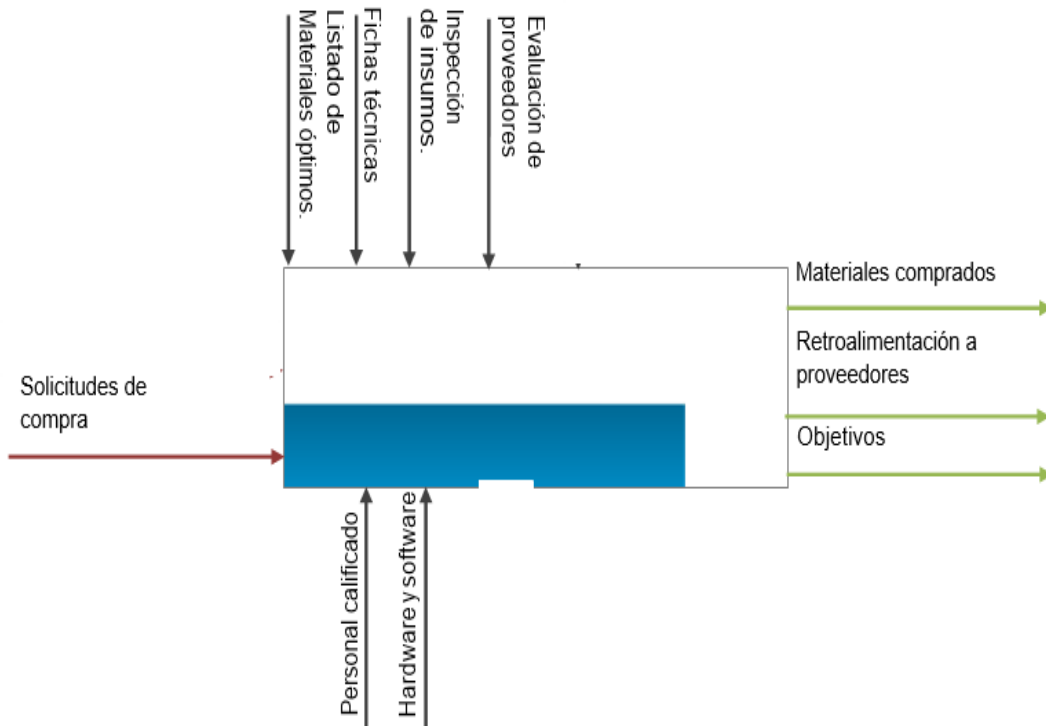 Listado de
Materiales óptimos.
Fichas técnicas
Inspección
de insumos.
Evaluación de
proveedores
Materiales comprados
Retroalimentación a
proveedores
Objetivos
Solicitudes de
compra
Personal calificado
Hardware y software